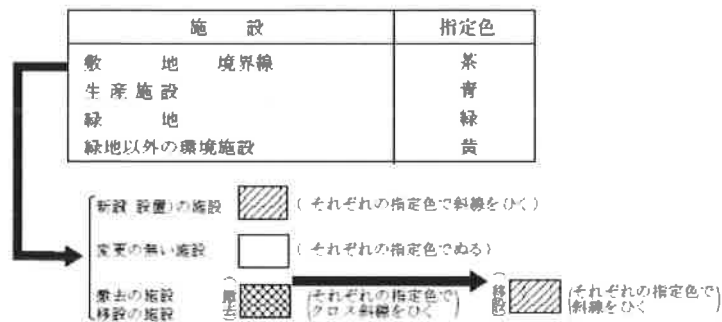 施 設 指定色
敷 地 境界線 茶
生産施設 青
緑 地 緑
緑地以外の環境施設 黄
新設(設置)の施設 (それぞれの指定色で斜線をひく)
変更の無い施設 (それぞれの指定色でぬる)
撤去の施設 (撤去) (それぞれの指定色で (移設) (それぞれの指定色で
移設の施設 クロス斜線をひく 斜線をひく